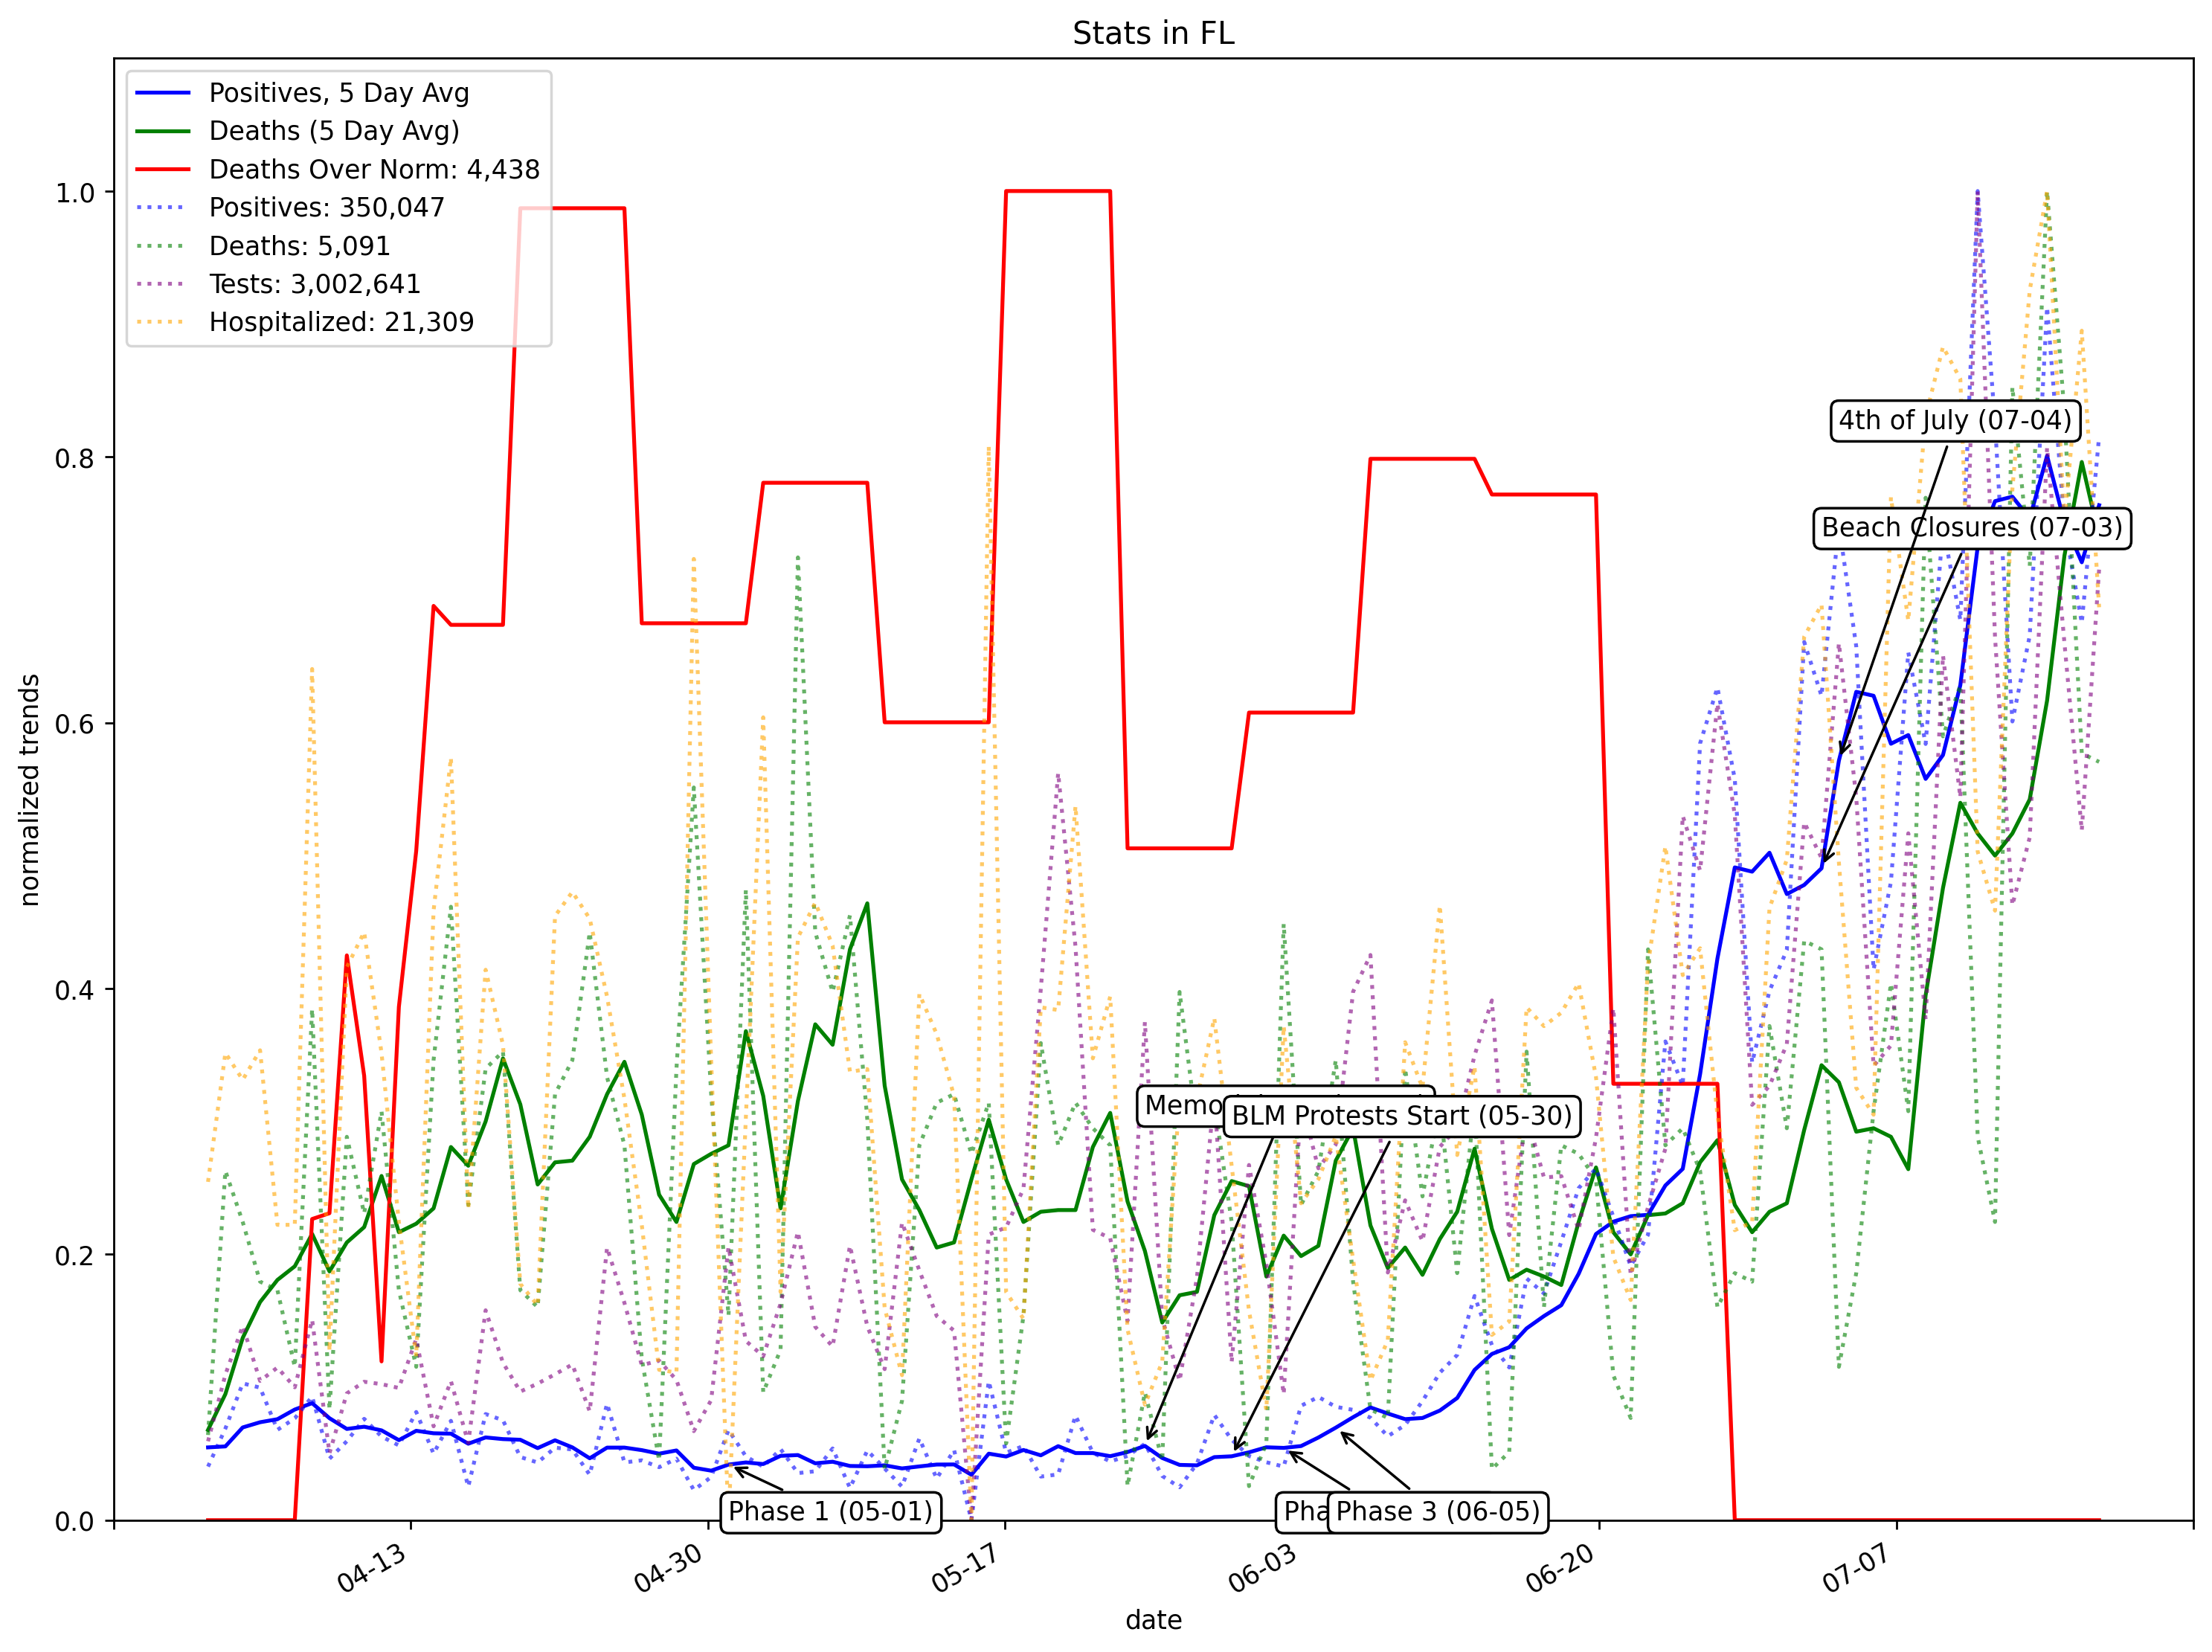 Stats in FL
Positives, 5 Day Avg
Deaths (5 Day Avg)
Deaths Over Norm: 4,438
Positives: 350,047
Deaths: 5,091
Tests: 3,002,641
Hospitalized: 21,309
1.0
0.8
0.6
0.4
0.2
0.0
normalized trends
4th of July (07-04)
Beach Closures (07-03)
BLM Protests Start (05-30)
Phase 1 (05-01)
Phase 3 (06-05)
04-13
04-30
05-17
06-03
06-20
07-07
date